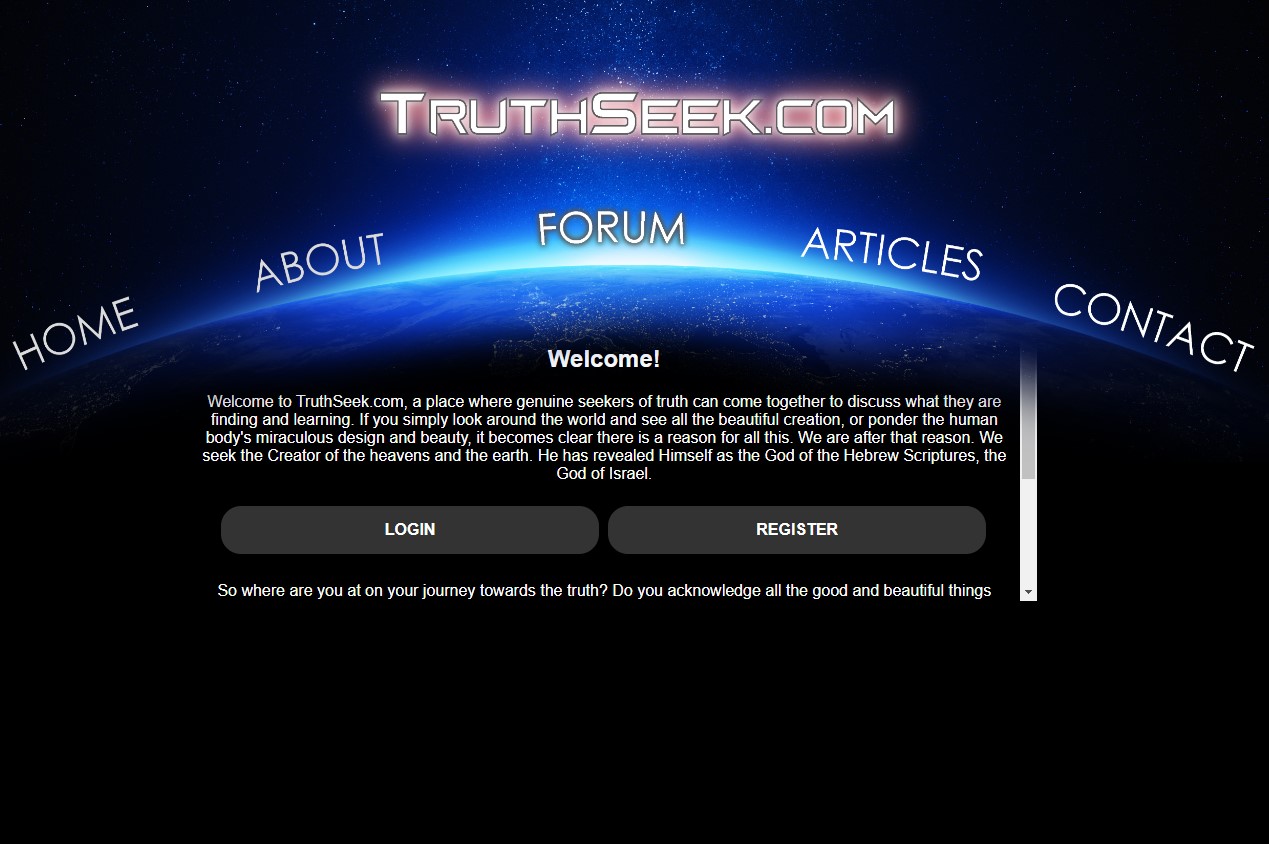 TRUTHSEEK.COM
HOME
ABOUT
FORUM
ARTICLES
CONTACT
Welcome!
Welcome to TruthSeek.com, a place where genuine seekers of truth can come together to discuss what they are
finding and learning. If you simply look around the world and see all the beautiful creation, or ponder the human
body's miraculous design and beauty, it becomes clear there is a reason for all this. We are after that reason. We
seek the Creator of the heavens and the earth. He has revealed Himself as the God of the Hebrew Scriptures, the
God of Israel.
LOGIN
REGISTER
So where are you at on your journey towards the truth? Do you acknowledge all the good and beautiful things